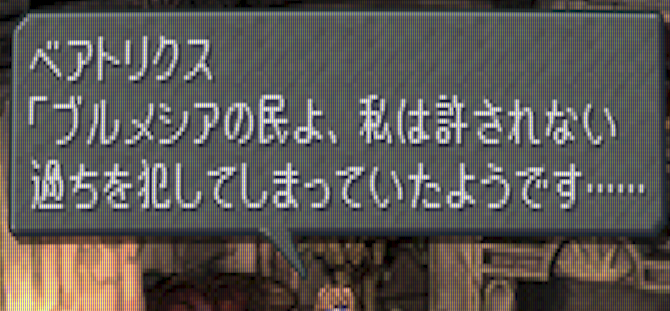 ベアトリクス
「ブルメシアの民よ、私は許されない
過ちを犯してしまっていたようです……